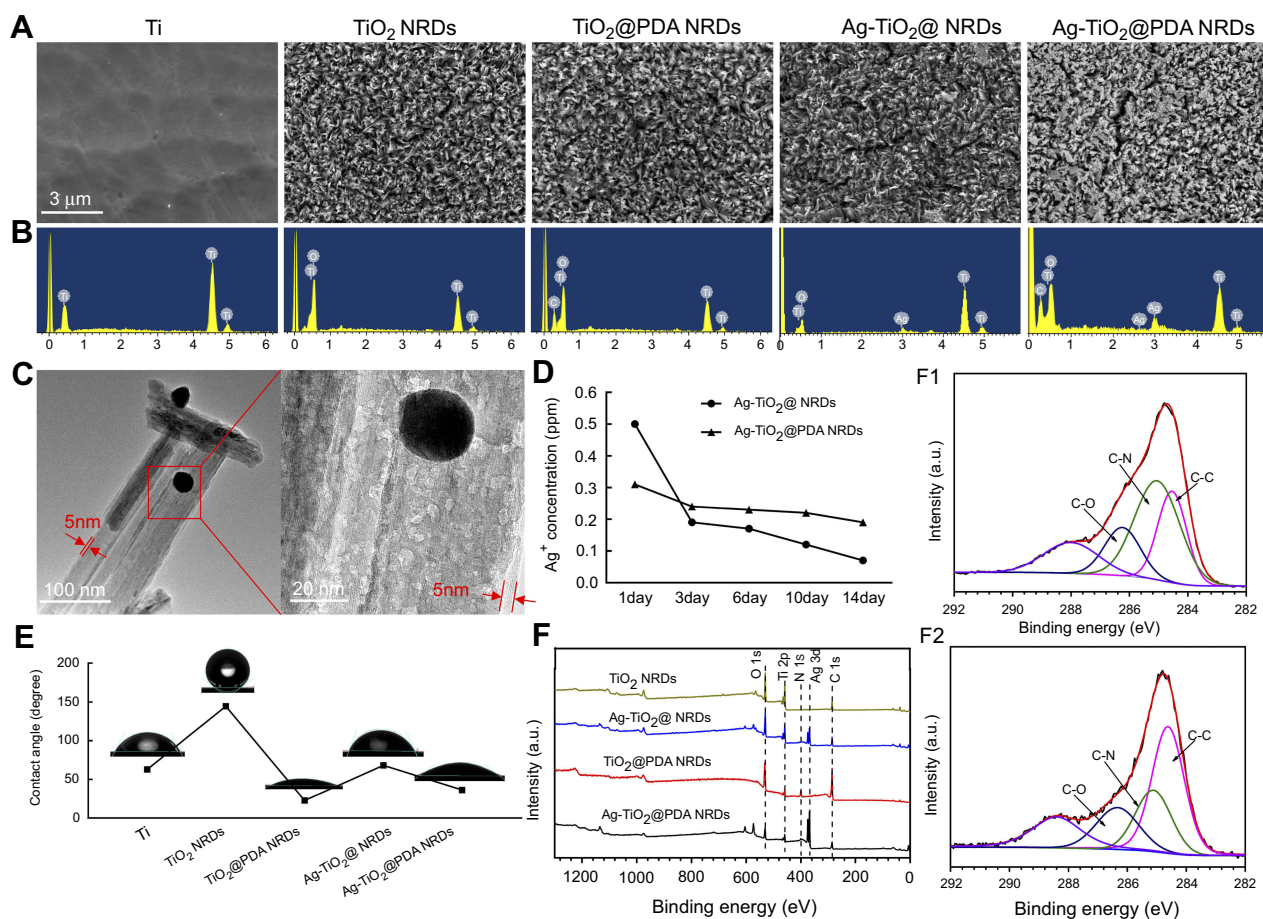 A
Ti
TiO2 NRDs
TiO2@PDA NRDs
Ag-TiO2@ NRDs
Ag-TiO2@PDA NRDs
3 μm
B
Ti Ti Ti
0 1 2 3 4 5 6
O Ti Ti Ti
0 1 2 3 4 5 6
C O Ti Ti Ti
0 1 2 3 4 5 6
O Ti Ag Ti Ti
0 1 2 3 4 5
C O Ti Ag Ag Ti Ti
0 1 2 3 4 5
C
5nm
100 nm
20 nm
5nm
D
Ag+ concentration (ppm)
0.6
0.5
0.4
0.3
0.2
0.1
0.0
Ag-TiO2@ NRDs
Ag-TiO2@PDA NRDs
1day 3day 6day 10day 14day
F1
Intensity (a.u.)
C-O
C-N
C-C
292 290 288 286 284 282
Binding energy (eV)
E
Contact angle (degree)
200
150
100
50
0
Ti
TiO2 NRDs
TiO2@PDA NRDs
Ag-TiO2@ NRDs
Ag-TiO2@PDA NRDs
F
Intensity (a.u.)
O 1s
Ti 2p
N 1s
Ag 3d
C 1s
TiO2 NRDs
Ag-TiO2@ NRDs
TiO2@PDA NRDs
Ag-TiO2@PDA NRDs
1200 1000 800 600 400 200 0
Binding energy (eV)
F2
Intensity (a.u.)
C-O
C-N
C-C
292 290 288 286 284 282
Binding energy (eV)